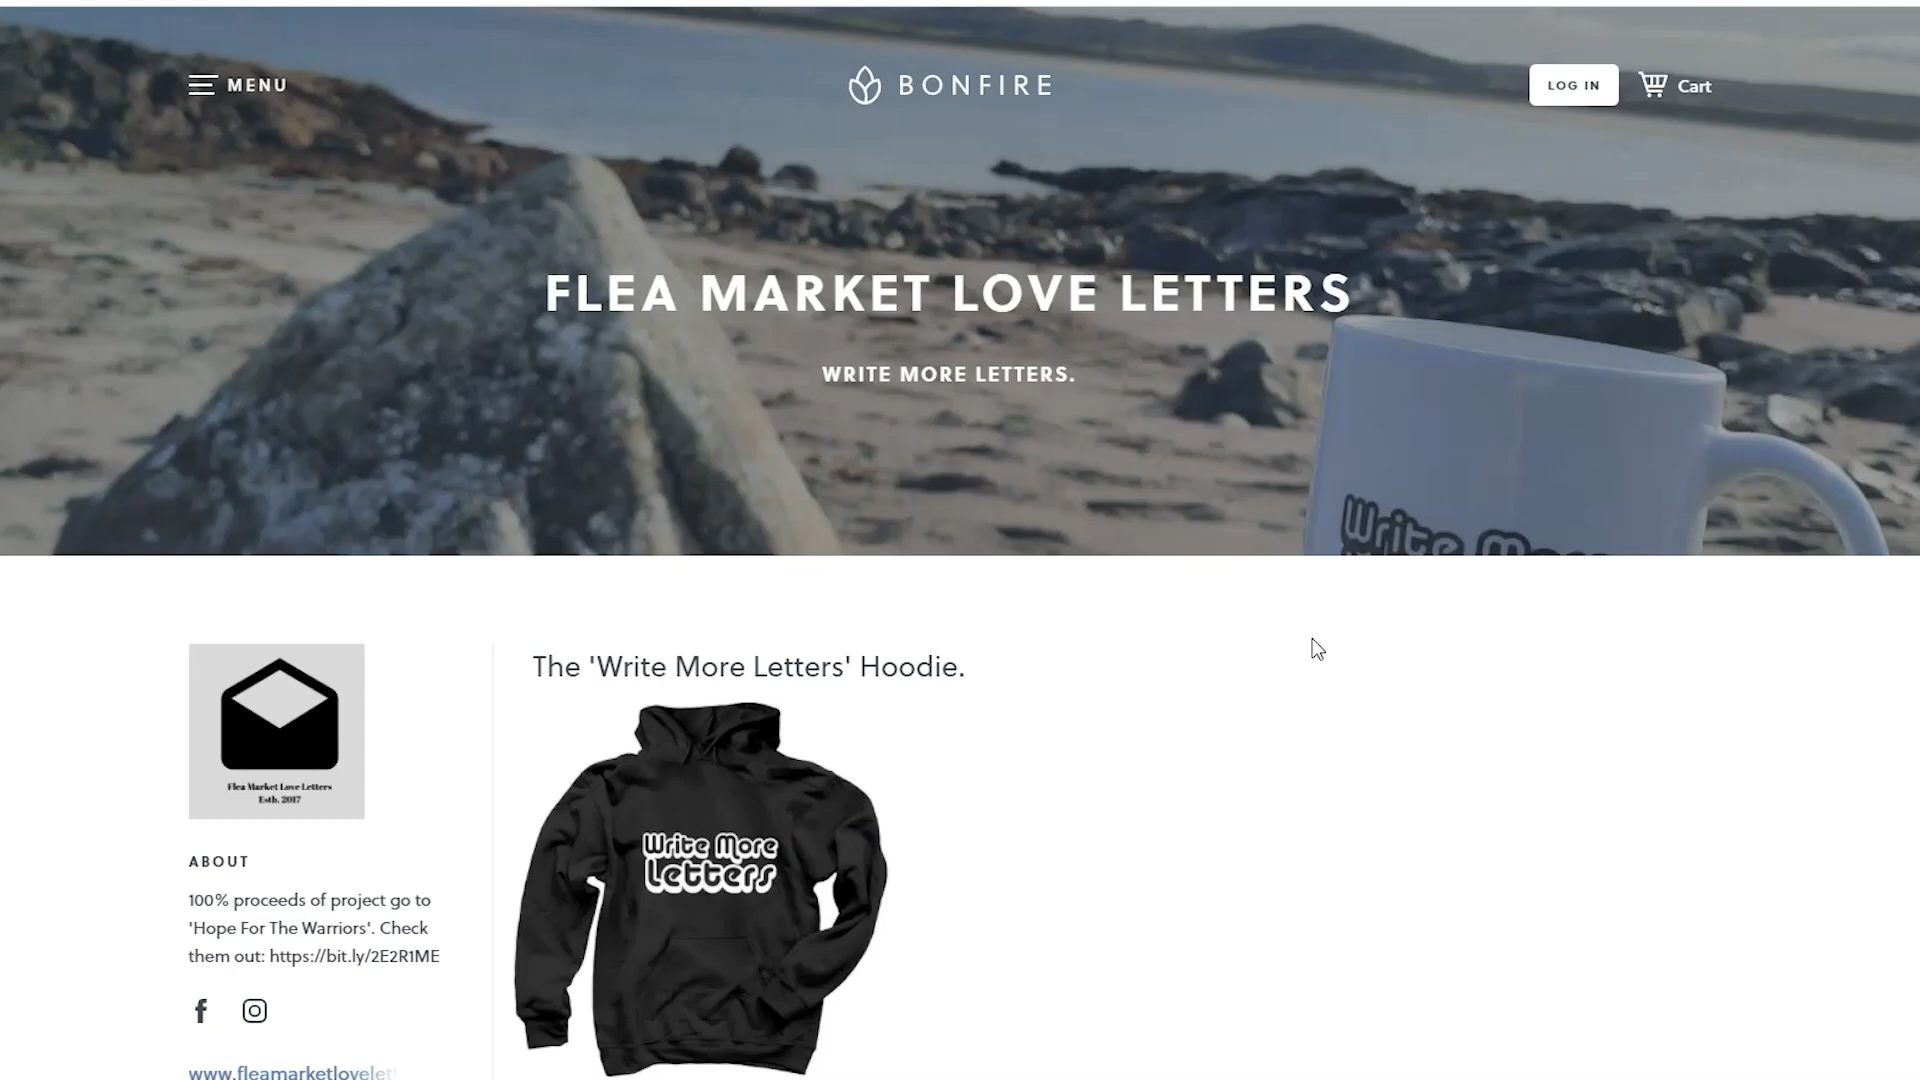 MENU
BONFIRE
LOG IN
Cart
FLEA MARKET LOVE LETTERS
WRITE MORE LETTERS.
Write
The 'Write More Letters' Hoodie.
Flea Market Love Letters
Estb. 2017
Write More
Letters
ABOUT
100% proceeds of project go to
'Hope For The Warriors'. Check
them out: https://bit.ly/2E2R1ME
www.fleamarketlovelet